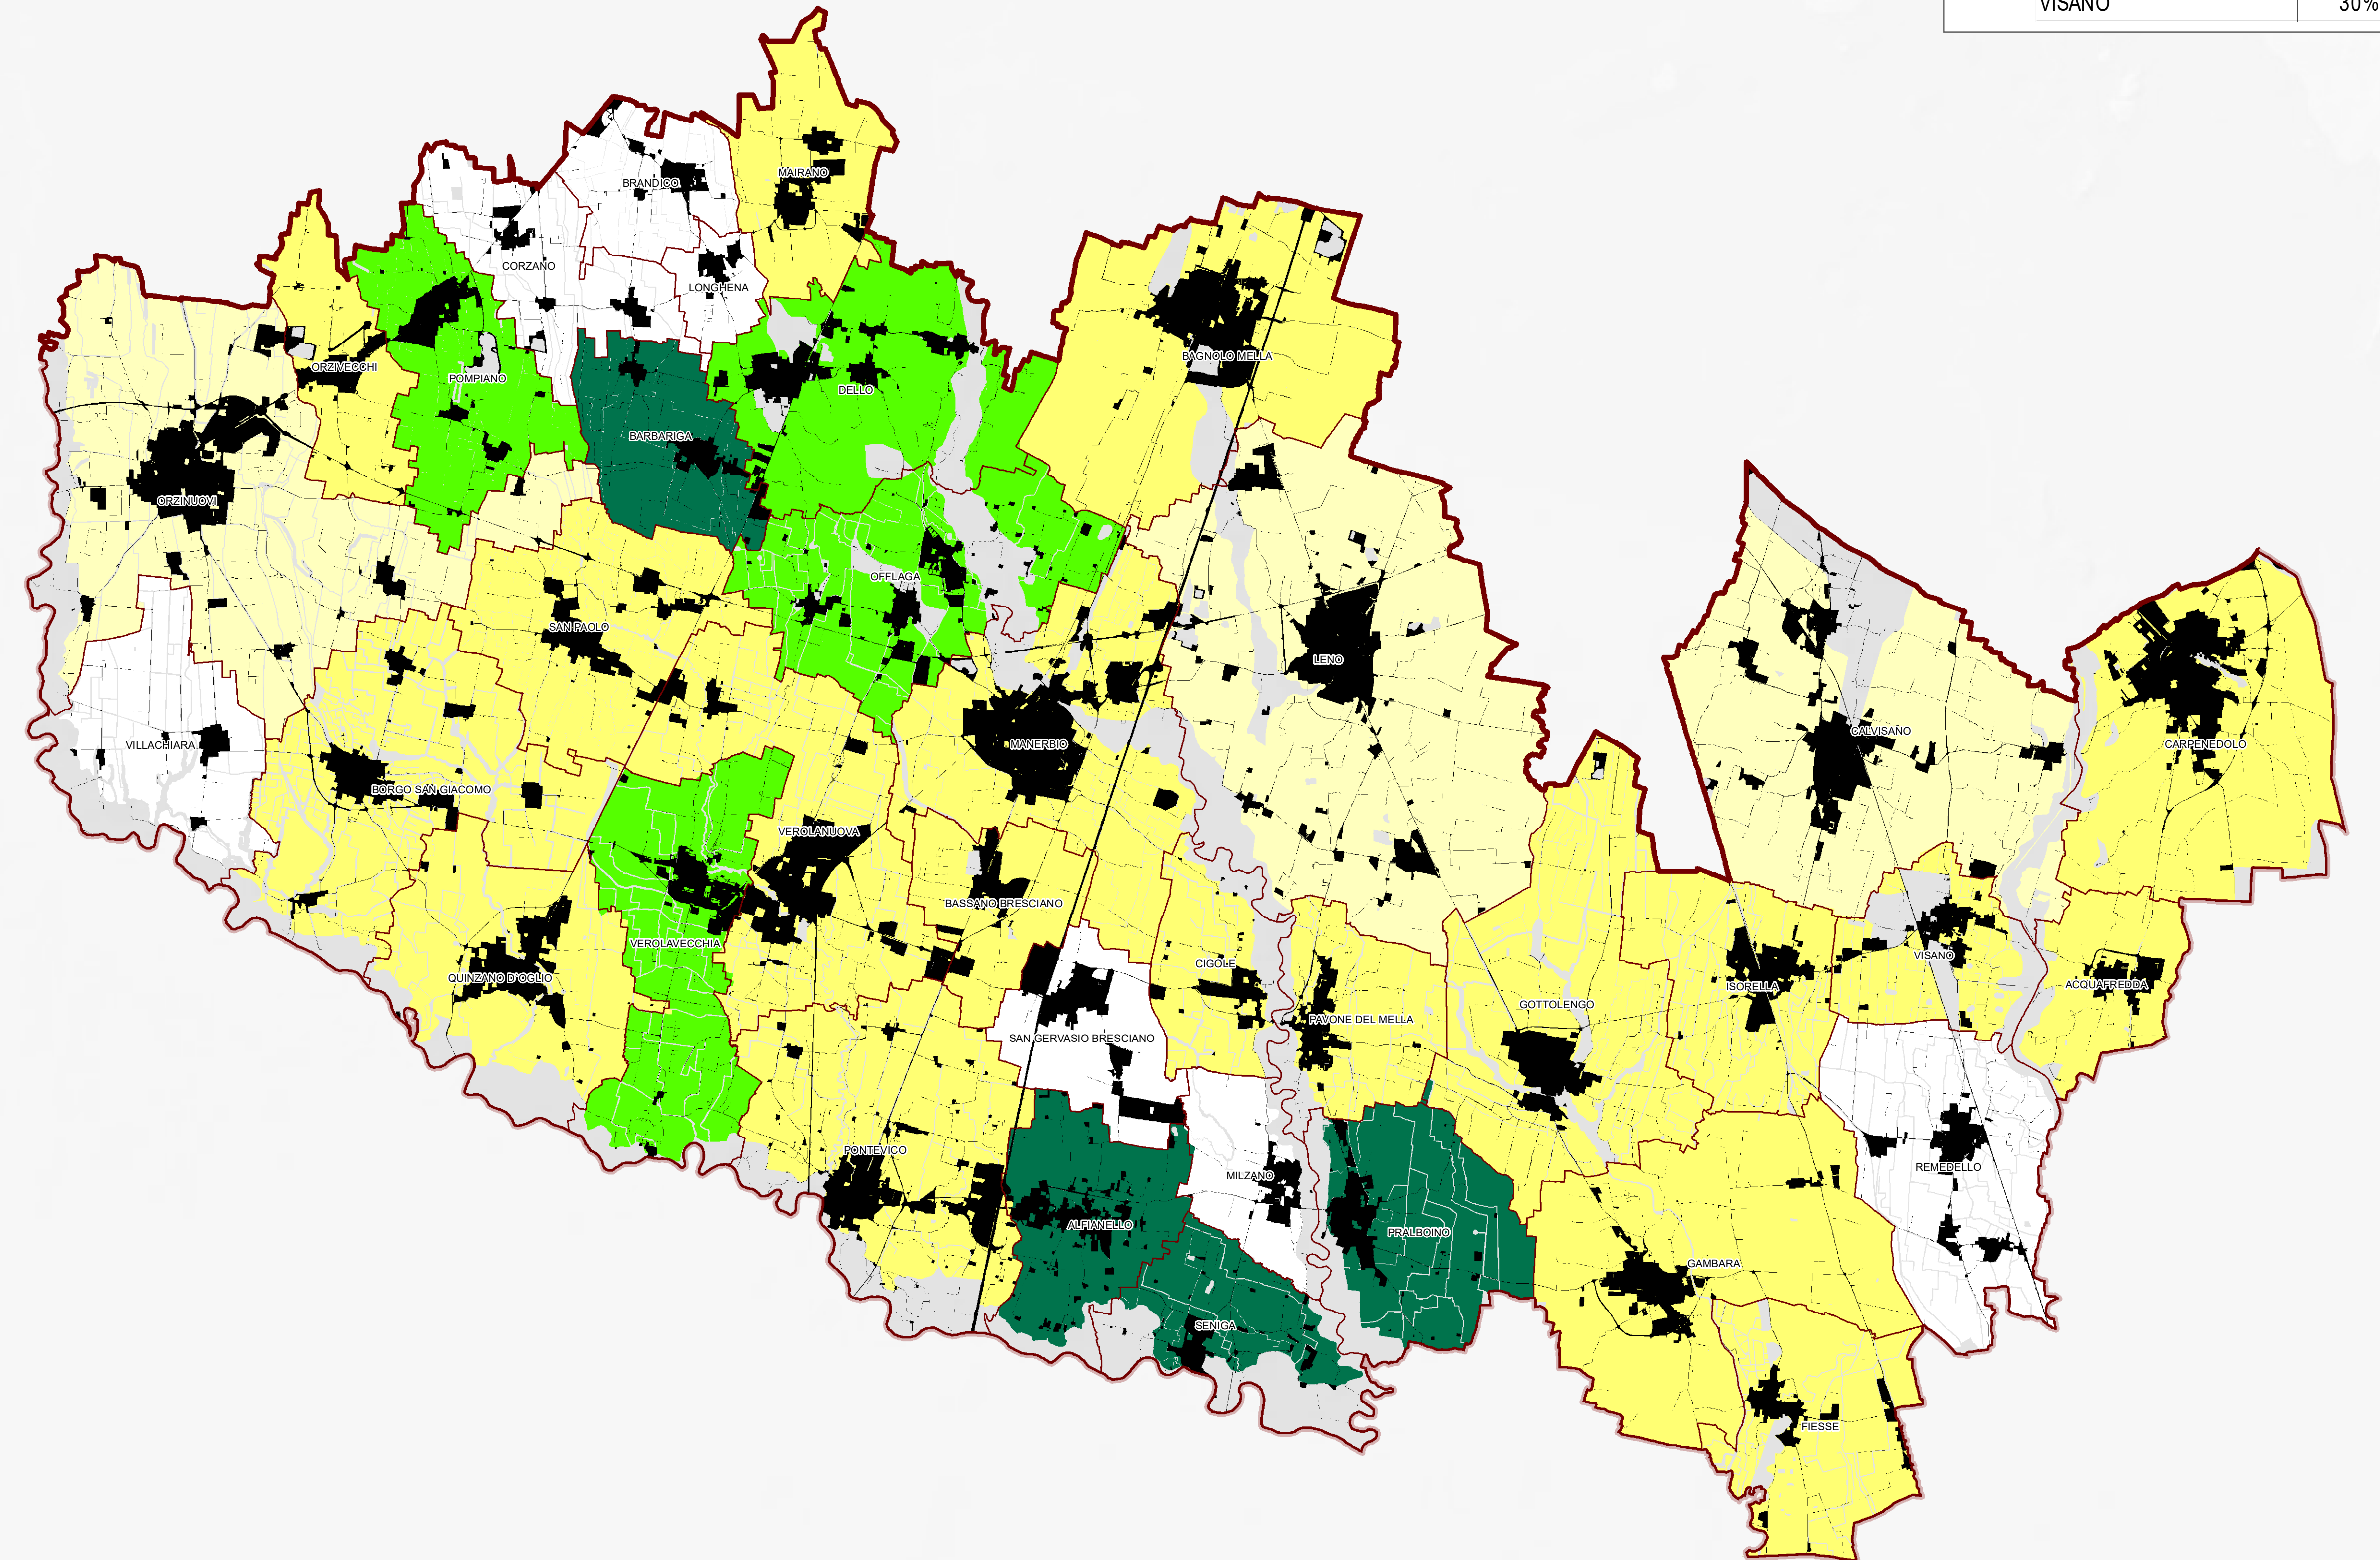 VISANO 30%
MAIRANO
BRANDICO
CORZANO
LONGHENA
BAGNOLO MELLA
ORZIVECCHI
POMPIANO
DELLO
BARBARIGA
ORZINUOVI
OFFLAGA
SAN PAOLO
LENO
CALVISANO
VILLACHIARA
MANERBIO
CARPENEDOLO
BORGO SAN GIACOMO
VEROLANUOVA
BASSANO BRESCIANO
VEROLAVECCHIA
VISANO
CIGOLE
QUINZANO D'OGLIO
ISORELLA
ACQUAFREDDA
GOTTOLENGO
PAVONE DEL MELLA
SAN GERVASIO BRESCIANO
PONTEVICO
REMEDELLO
MILZANO
ALFIANELLO
PRALBOINO
GAMBARA
SENIGA
FIESSE